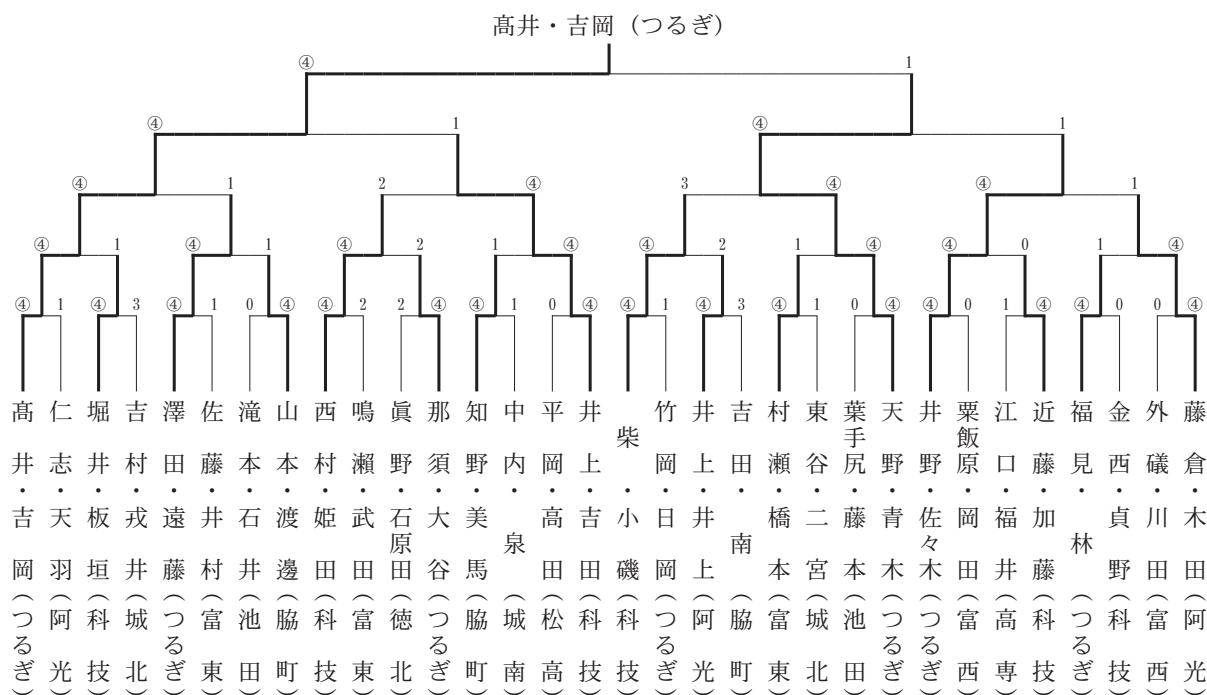 髙井・吉岡（つるぎ）
④ 1
④ 1 ④ 1
④ 1 2 ④ 3 ④ ④ 1
④ 1 ④ 1 ④ 2 1 ④ ④ 2 1 ④ ④ 0 1 ④
④ 1 ④ 3 ④ 1 0 ④ ④ 2 2 ④ ④ 1 0 ④ ④ 1 ④ 3 ④ 1 0 ④ ④ 0 1 ④ ④ 0 0 ④
髙井・吉岡（つるぎ）
仁志・天羽（阿光）
堀井・板垣（科技）
吉村・戎井（城北）
澤田・遠藤（つるぎ）
佐藤・井村（富東）
滝本・石井（池田）
山本・渡邊（脇町）
西村・姫田（科技）
鳴瀬・武田（富東）
眞野・石原田（徳北）
那須・大谷（つるぎ）
知野・美馬（脇町）
中内・泉（城南）
平岡・高田（松高）
井上・吉田（科技）
柴・小磯（科技）
竹岡・日岡（つるぎ）
井上・井上（阿光）
吉田・南（脇町）
村瀬・橋本（富東）
東谷・二宮（城北）
葉手尻・藤本（池田）
天野・青木（つるぎ）
井野・佐々木（つるぎ）
粟飯原・岡田（富西）
江口・福井（高専）
近藤・加藤（科技）
福見・林（つるぎ）
金西・貞野（科技）
外礒・川田（富西）
藤倉・木田（阿光）